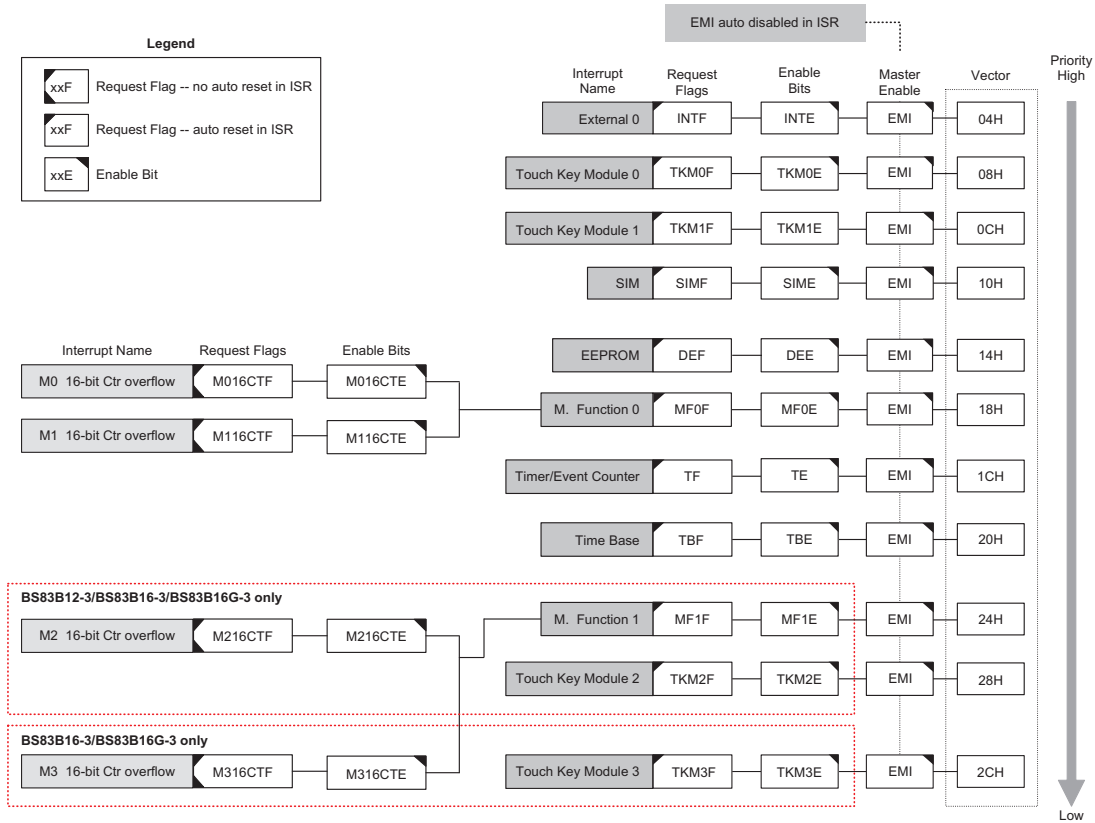 EMI auto disabled in ISR
Legend
xxF Request Flag -- no auto reset in ISR
xxF Request Flag -- auto reset in ISR
xxE Enable Bit
Interrupt Name Request Flags Enable Bits Master Enable Vector Priority High
External 0 INTF INTE EMI 04H
Touch Key Module 0 TKM0F TKM0E EMI 08H
Touch Key Module 1 TKM1F TKM1E EMI 0CH
SIM SIMF SIME EMI 10H
EEPROM DEF DEE EMI 14H
Interrupt Name Request Flags Enable Bits
M0 16-bit Ctr overflow M016CTF M016CTE
M. Function 0 MF0F MF0E EMI 18H
M1 16-bit Ctr overflow M116CTF M116CTE
Timer/Event Counter TF TE EMI 1CH
Time Base TBF TBE EMI 20H
BS83B12-3/BS83B16-3/BS83B16G-3 only
M. Function 1 MF1F MF1E EMI 24H
M2 16-bit Ctr overflow M216CTF M216CTE
Touch Key Module 2 TKM2F TKM2E EMI 28H
BS83B16-3/BS83B16G-3 only
M3 16-bit Ctr overflow M316CTF M316CTE Touch Key Module 3 TKM3F TKM3E EMI 2CH
Low